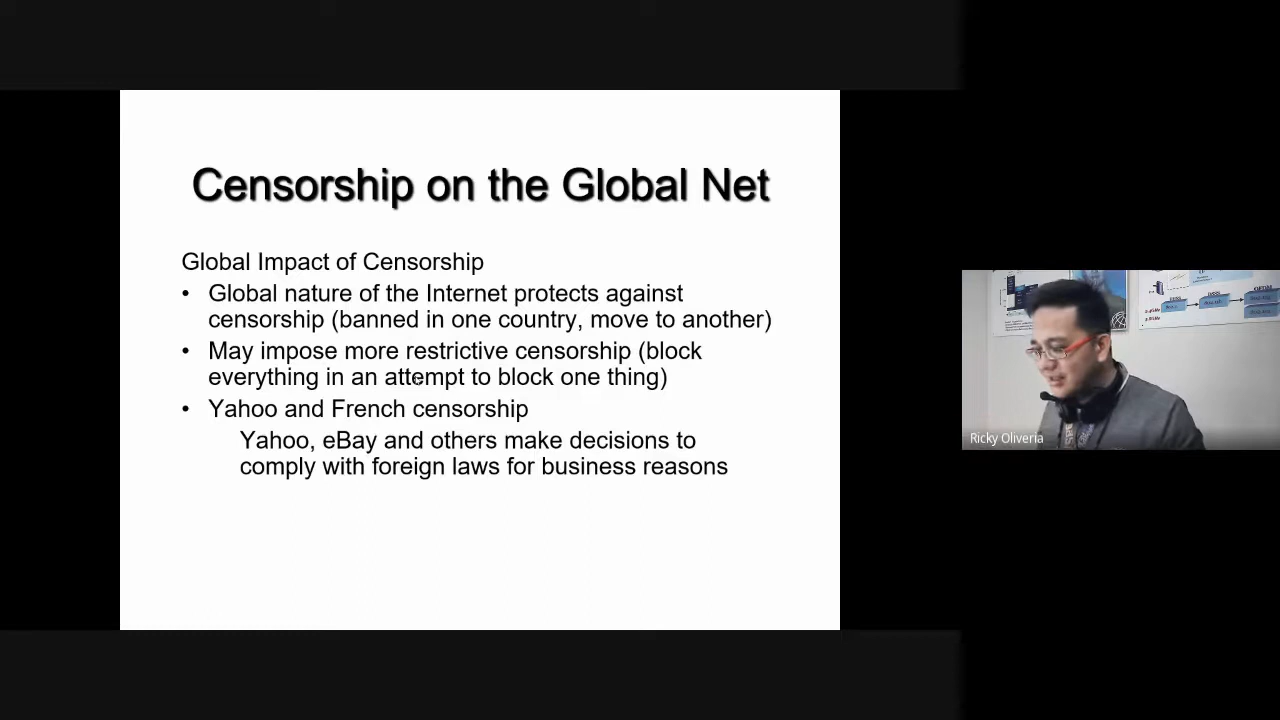 Censorship on the Global Net
Global Impact of Censorship
• Global nature of the Internet protects against
censorship (banned in one country, move to another)
• May impose more restrictive censorship (block
everything in an attempt to block one thing)
• Yahoo and French censorship
Yahoo, eBay and others make decisions to
comply with foreign laws for business reasons
Ricky Oliveria